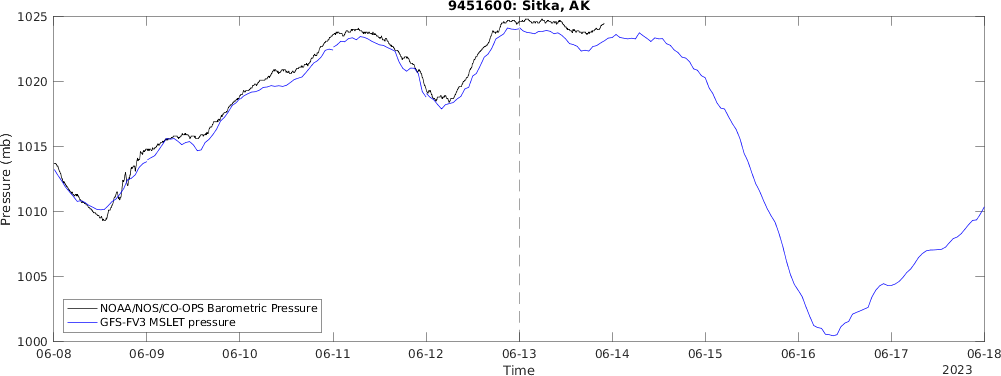 9451600: Sitka, AK
1025
1020
1015
1010
1005
1000
Pressure (mb)
NOAA/NOS/CO-OPS Barometric Pressure
GFS-FV3 MSLET pressure
06-08 06-09 06-10 06-11 06-12 06-13 06-14 06-15 06-16 06-17 06-18
Time
2023